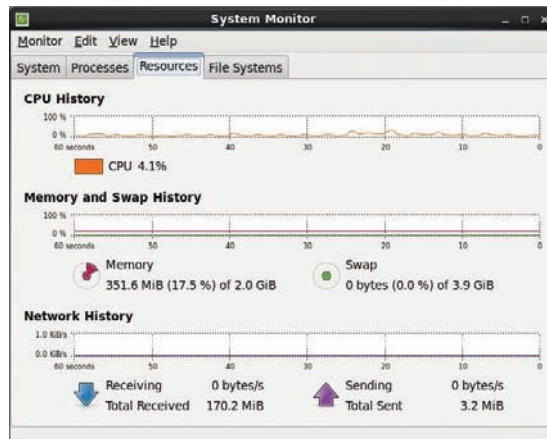 System Monitor
Monitor Edit View Help
System Processes Resources File Systems
CPU History
100 %
0 %
60 seconds 50 40 30 20 10 0
CPU 4.1%
Memory and Swap History
100 %
0 %
60 seconds 50 40 30 20 10 0
Memory Swap
351.6 MiB (17.5 %) of 2.0 GiB 0 bytes (0.0 %) of 3.9 GiB
Network History
1.0 KiB/s
0.0 KiB/s
60 seconds 50 40 30 20 10 0
Receiving 0 bytes/s Sending 0 bytes/s
Total Received 170.2 MiB Total Sent 3.2 MiB